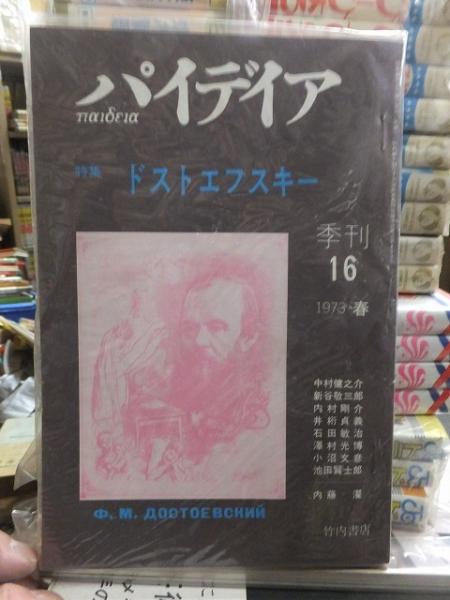 パイデイア
παιδεια
特集 ドストエフスキー
季刊
16
1973・春
中村健之介
新谷敬三郎
内村剛介
井桁貞義
石田敏治
澤村光博
小沼文彦
池田賢士郎
内藤濯
Ф. М. ДОСТОЕВСКИЙ
竹内書店